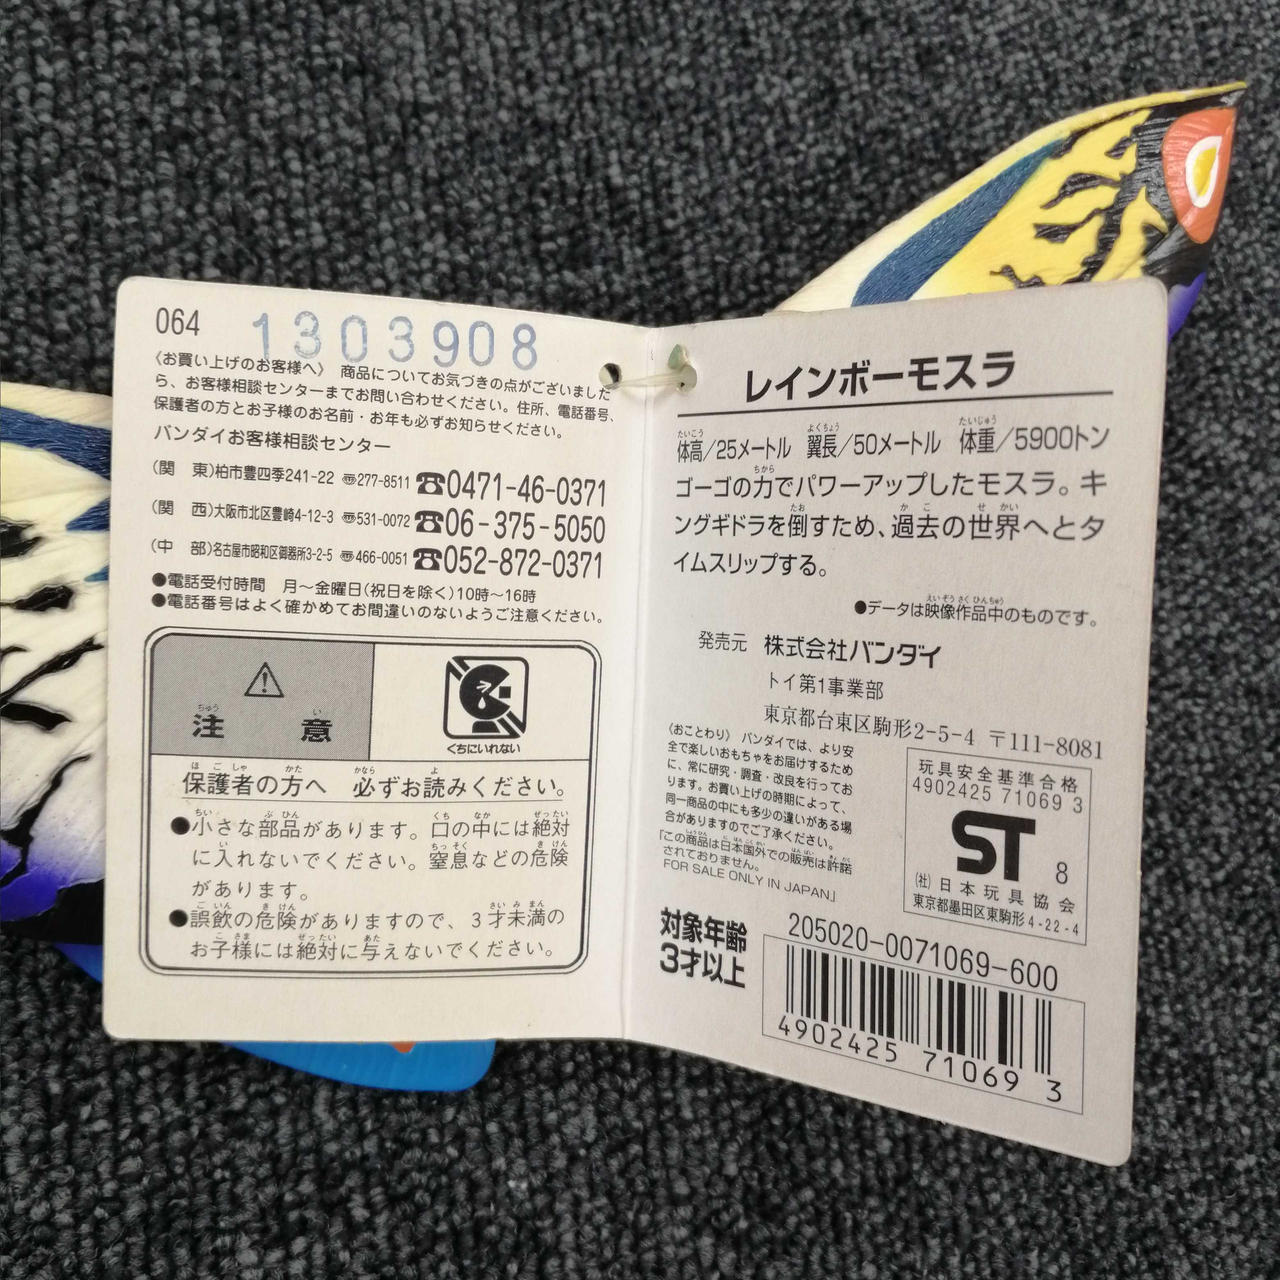 064
1303908
〈お買い上げのお客様へ〉 商品についてお気づきの点がございました
ら、お客様相談センターまでお問い合わせください。住所、電話番号、
保護者の方とお子様のお名前・お年も必ずお知らせください。
バンダイお客様相談センター
(関 東)柏市豊四季241-22 〠277-8511 ☎0471-46-0371
(関 西)大阪市北区豊崎4-12-3 〠531-0072 ☎06-375-5050
(中 部)名古屋市昭和区御器所3-2-5 〠466-0051 ☎052-872-0371
●電話受付時間 月〜金曜日(祝日を除く)10時〜16時
●電話番号はよく確かめてお間違いのないようご注意ください。
注意
くちにいれない
保護者の方へ 必ずお読みください。
●小さな部品があります。口の中には絶対
に入れないでください。窒息などの危険
があります。
●誤飲の危険がありますので、3才未満の
お子様には絶対に与えないでください。
レインボーモスラ
体高/25メートル 翼長/50メートル 体重/5900トン
ゴーゴの力でパワーアップしたモスラ。キ
ングギドラを倒すため、過去の世界へとタ
イムスリップする。
●データは映像作品中のものです。
発売元 株式会社バンダイ
トイ第1事業部
東京都台東区駒形2-5-4 〒111-8081
〈おことわり〉 バンダイでは、より安
全で楽しいおもちゃをお届けするため
に、常に研究・調査・改良を行ってお
ります。お買い上げの時期によって、
同一商品の中にも多少の違いがある場
合がありますのでご了承ください。
「この商品は日本国外での販売は許諾
されておりません。
FOR SALE ONLY IN JAPAN」
玩具安全基準合格
4902425 71069 3
ST 8
(社)日本玩具協会
東京都墨田区東駒形4-22-4
対象年齢
3才以上
205020-0071069-600
4902425 71069 3